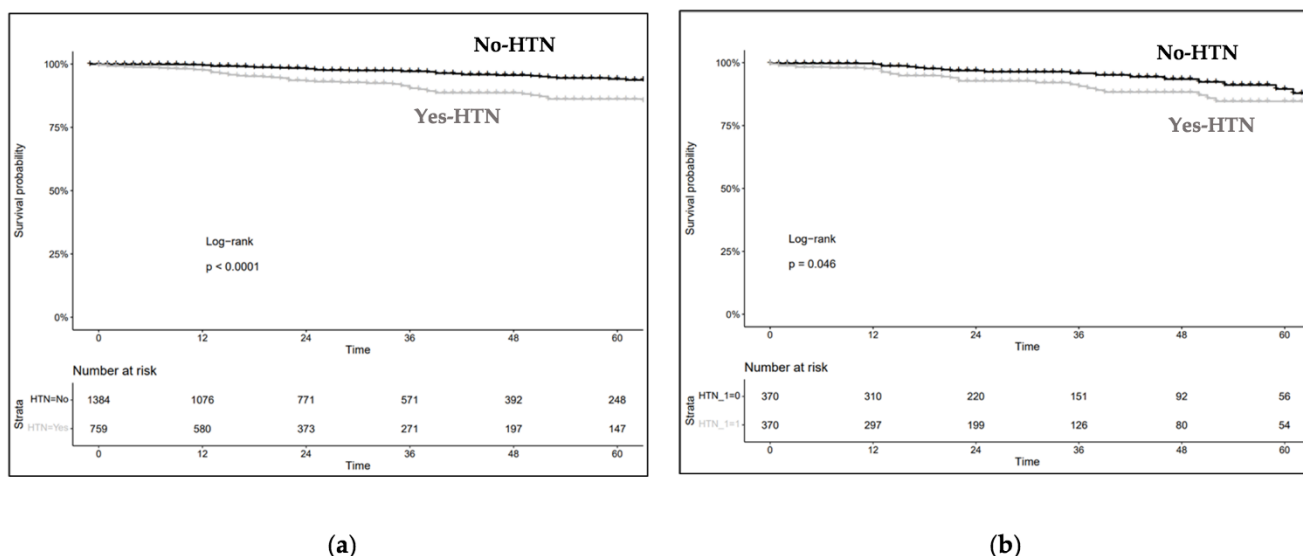 No-HTN
100%
Yes-HTN
75%
Survival probability
50%
25%
Log-rank
p < 0.0001
0%
0 12 24 36 48 60
Time
Number at risk
Strata
HTN=No 1384 1076 771 571 392 248
HTN=Yes 759 580 373 271 197 147
0 12 24 36 48 60
Time
(a)
No-HTN
100%
Yes-HTN
75%
Survival probability
50%
25%
Log-rank
p = 0.046
0%
0 12 24 36 48 60
Time
Number at risk
Strata
HTN_1=0 370 310 220 151 92 56
HTN_1=1 370 297 199 126 80 54
0 12 24 36 48 60
Time
(b)